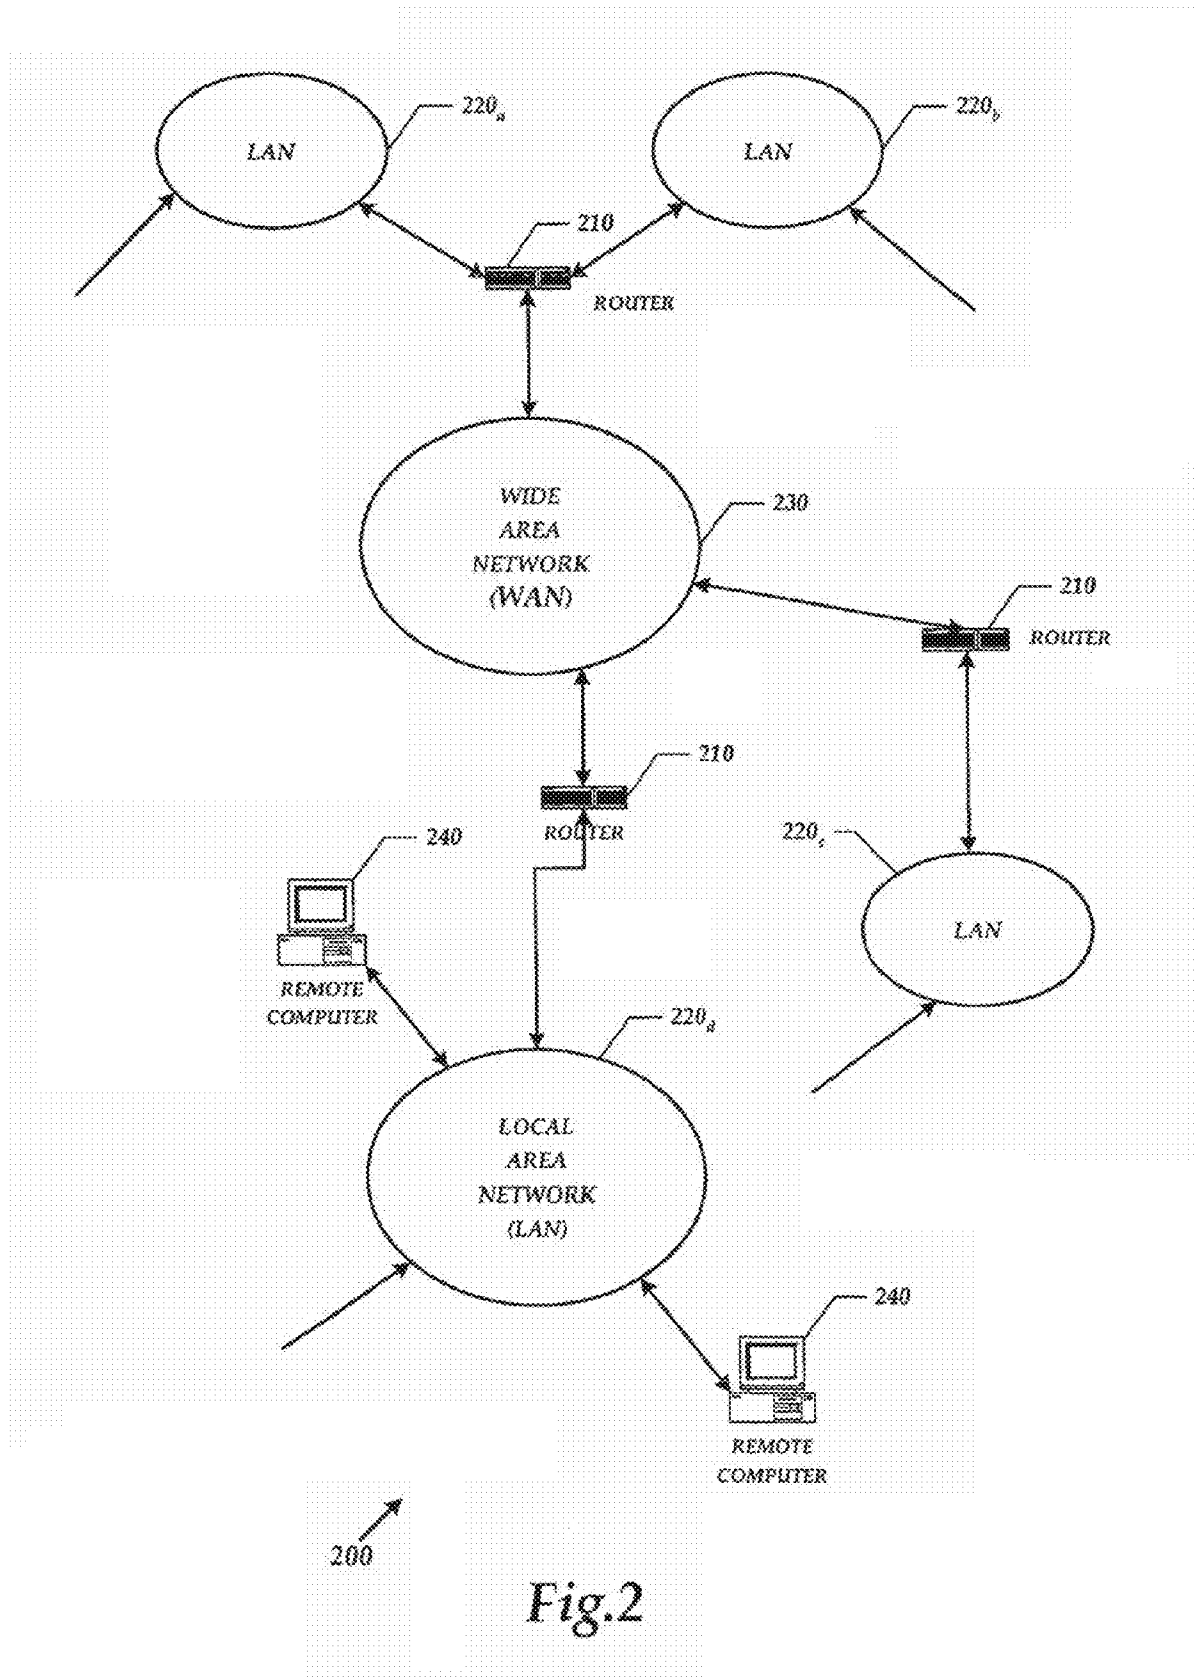 220a
220b
LAN
LAN
210
ROUTER
WIDE
AREA
NETWORK
(WAN)
230
210
ROUTER
210
ROUTER
240
220c
REMOTE
COMPUTER
LAN
220d
LOCAL
AREA
NETWORK
(LAN)
240
REMOTE
COMPUTER
200
Fig.2